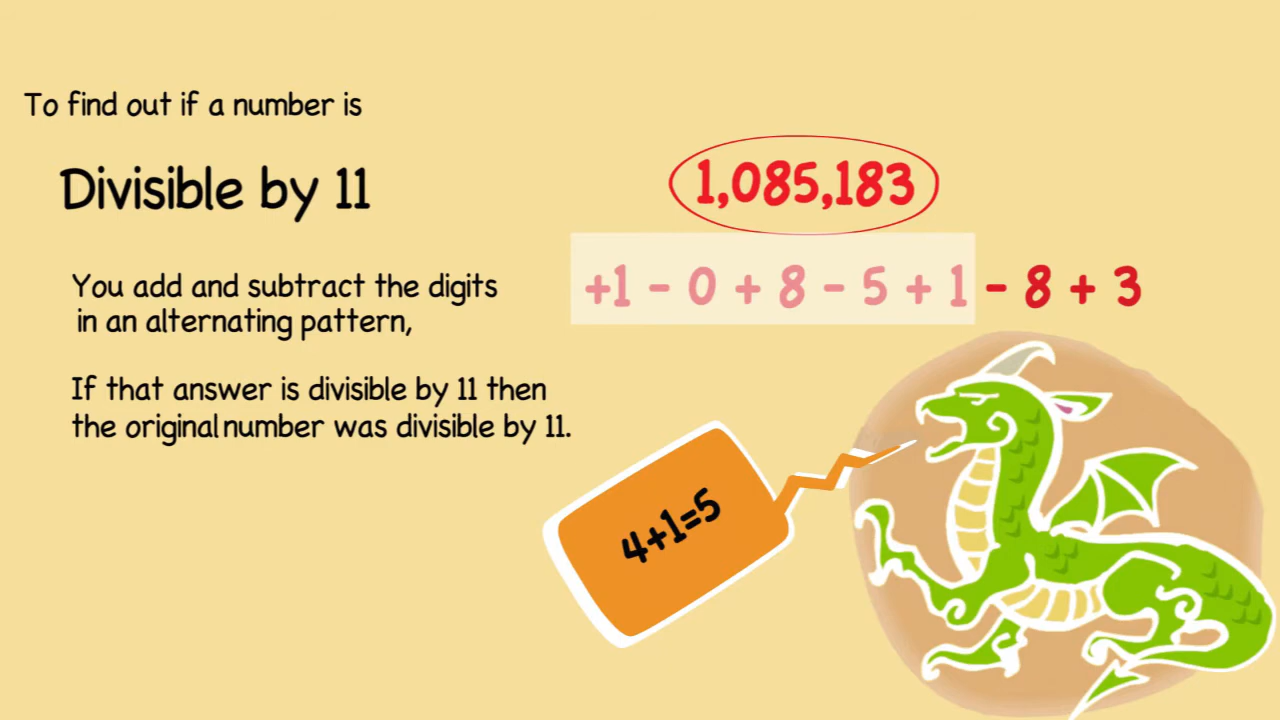 To find out if a number is
Divisible by 11
1,085,183
+1 - 0 + 8 - 5 + 1 - 8 + 3
You add and subtract the digits
in an alternating pattern,
If that answer is divisible by 11 then
the original number was divisible by 11.
4+1=5